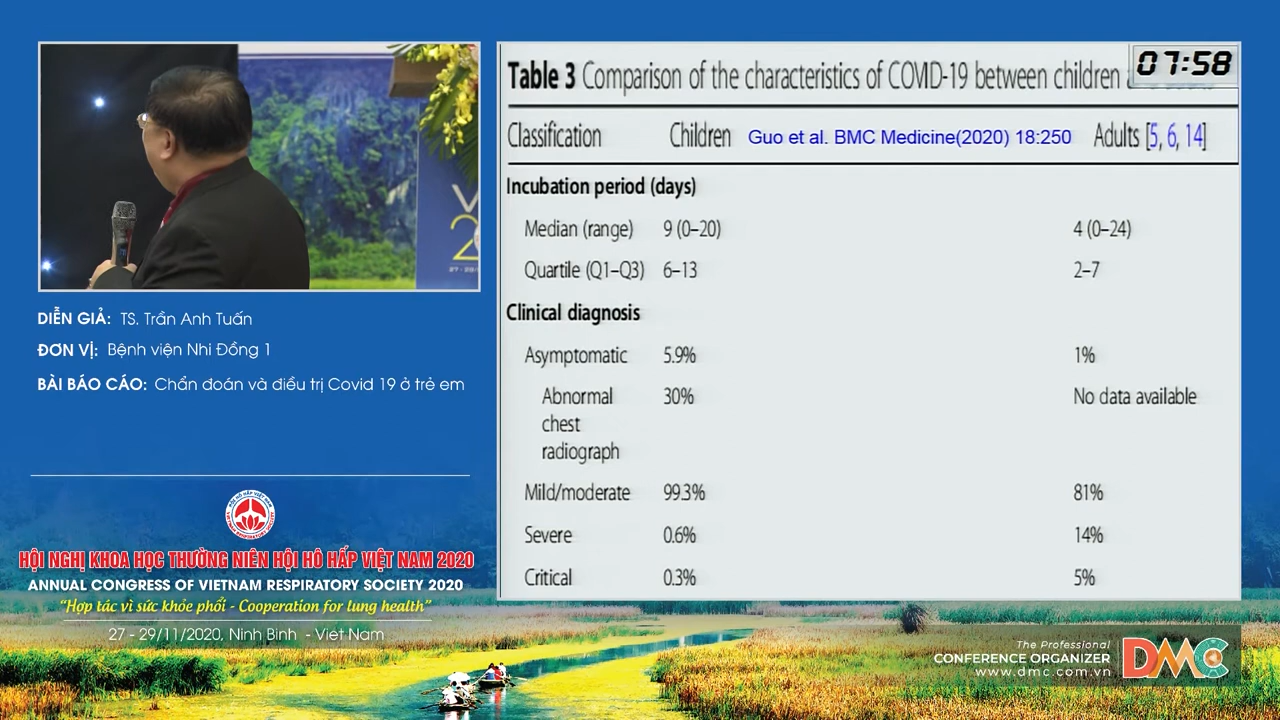 Table 3 Comparison of the characteristics of COVID-19 between children
07:58
Classification Children Guo et al. BMC Medicine(2020) 18:250 Adults [5, 6, 14]
Incubation period (days)
Median (range) 9 (0–20) 4 (0–24)
Quartile (Q1–Q3) 6–13 2–7
Clinical diagnosis
Asymptomatic 5.9% 1%
Abnormal 30% No data available
chest
radiograph
Mild/moderate 99.3% 81%
Severe 0.6% 14%
Critical 0.3% 5%
DIỄN GIẢ: TS. Trần Anh Tuấn
ĐƠN VỊ: Bệnh viện Nhi Đồng 1
BÀI BÁO CÁO: Chẩn đoán và điều trị Covid 19 ở trẻ em
HỘI NGHỊ KHOA HỌC THƯỜNG NIÊN HỘI HÔ HẤP VIỆT NAM 2020
ANNUAL CONGRESS OF VIETNAM RESPIRATORY SOCIETY 2020
“Hợp tác vì sức khỏe phổi - Cooperation for lung health”
27 - 29/11/2020, Ninh Bình - Việt Nam
The Professional
CONFERENCE ORGANIZER
www.dmc.com.vn
DMC